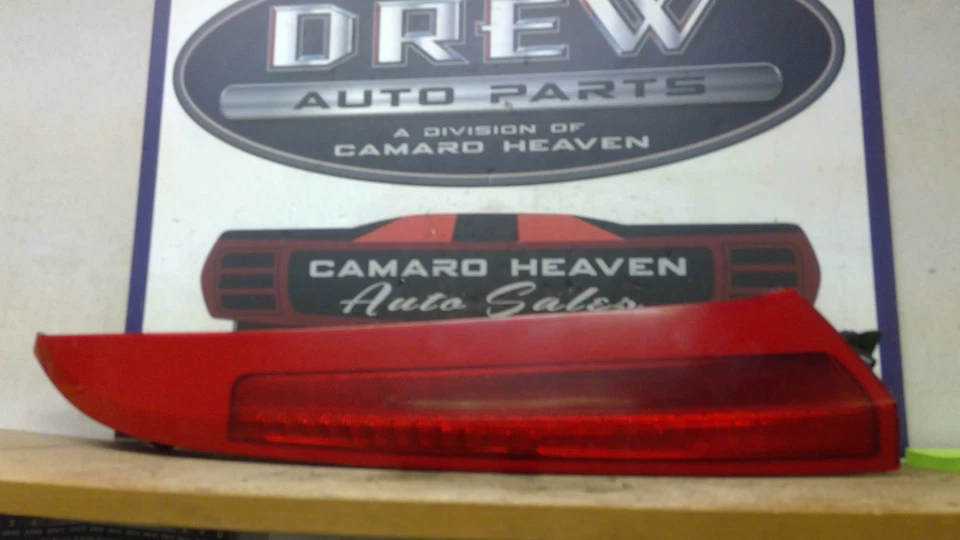 DREW
AUTO PARTS
A DIVISION OF
CAMARO HEAVEN
CAMARO HEAVEN
Auto Sales